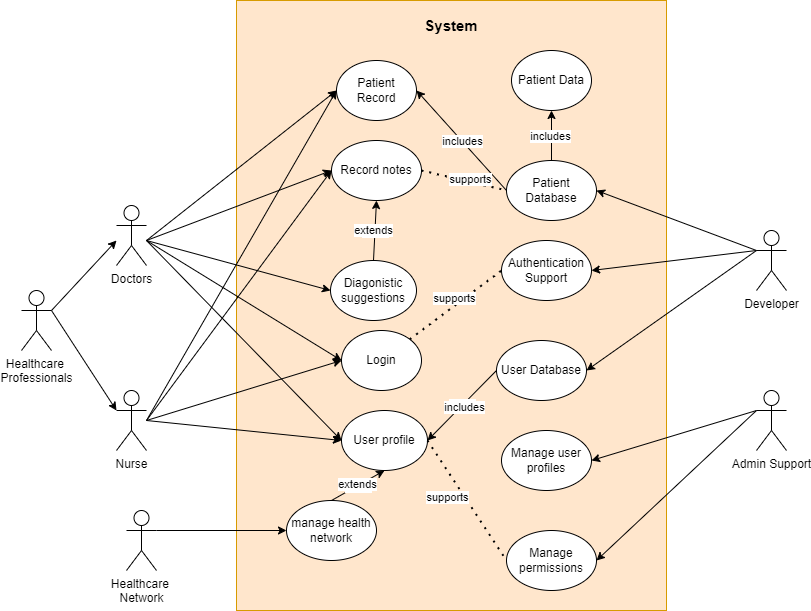 System
Patient
Record
Patient Data
includes
includes
Record notes
supports
Patient
Database
extends
Doctors
Authentication
Support
Diagonistic
suggestions
supports
Developer
Healthcare
Professionals
Login
User Database
includes
User profile
Nurse
Manage user
profiles
Admin Support
extends
supports
manage health
network
Manage
permissions
Healthcare
Network